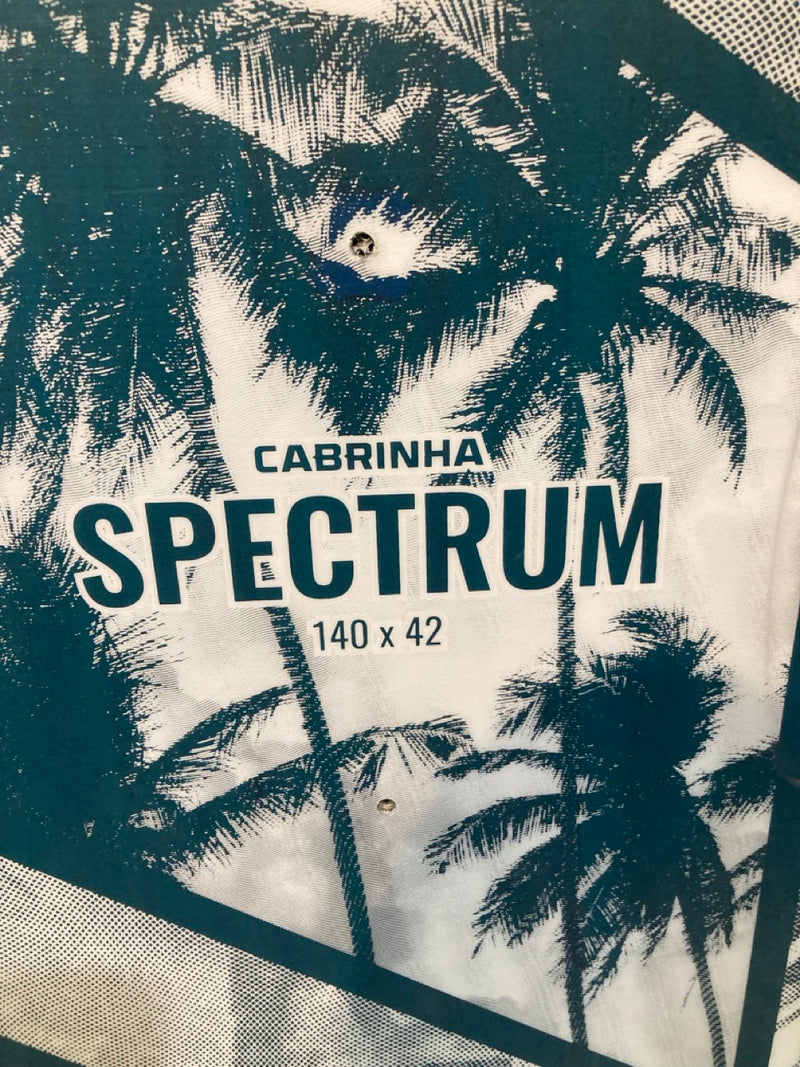 CABRINHA
SPECTRUM
140 x 42